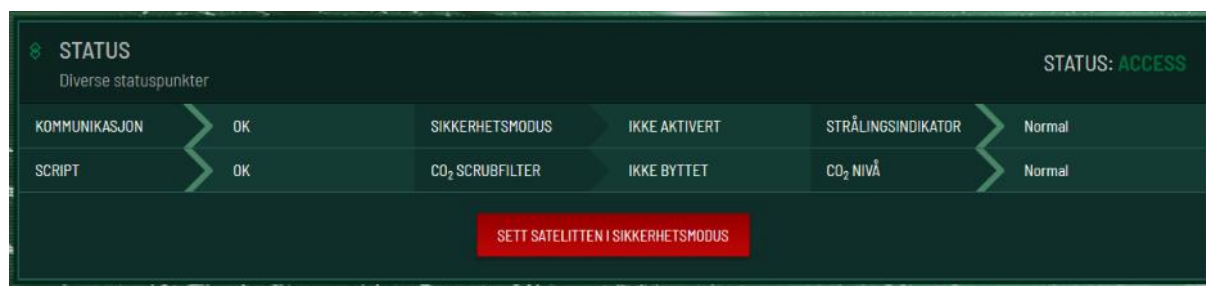 STATUS
Diverse statuspunkter
STATUS: ACCESS
KOMMUNIKASJON OK SIKKERHETSMODUS IKKE AKTIVERT STRÅLINGSINDIKATOR Normal
SCRIPT OK CO₂ SCRUBFILTER IKKE BYTTET CO₂ NIVÅ Normal
SETT SATELITTEN I SIKKERHETSMODUS